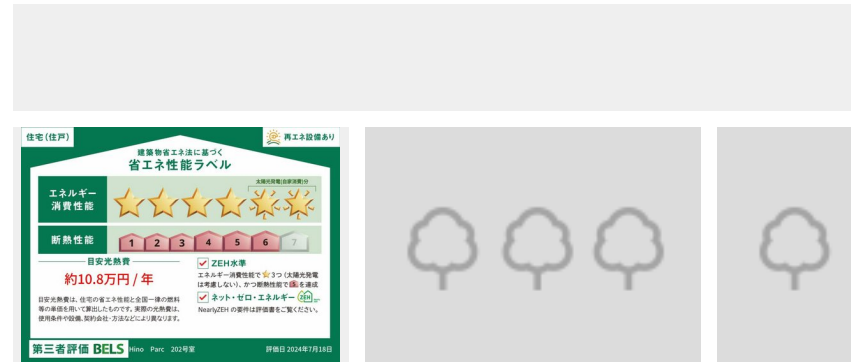 住宅(住戸)
再エネ設備あり
建築物省エネ法に基づく
省エネ性能ラベル
太陽光発電(自家消費)分
エネルギー
消費性能
断熱性能
1 2 3 4 5 6 7
目安光熱費
約10.8万円 / 年
目安光熱費は、住宅の省エネ性能と全国一律の燃料
等の単価を用いて算出したものです。実際の光熱費は、
使用条件や設備、契約会社・方法などにより異なります。
ZEH水準
エネルギー消費性能で★3つ (太陽光発電
は考慮しない)、かつ断熱性能で5を達成
ネット・ゼロ・エネルギー ZEH
NearlyZEH の要件は評価書をご覧ください。
第三者評価 BELS Hino Parc 202号室
評価日 2024年7月18日